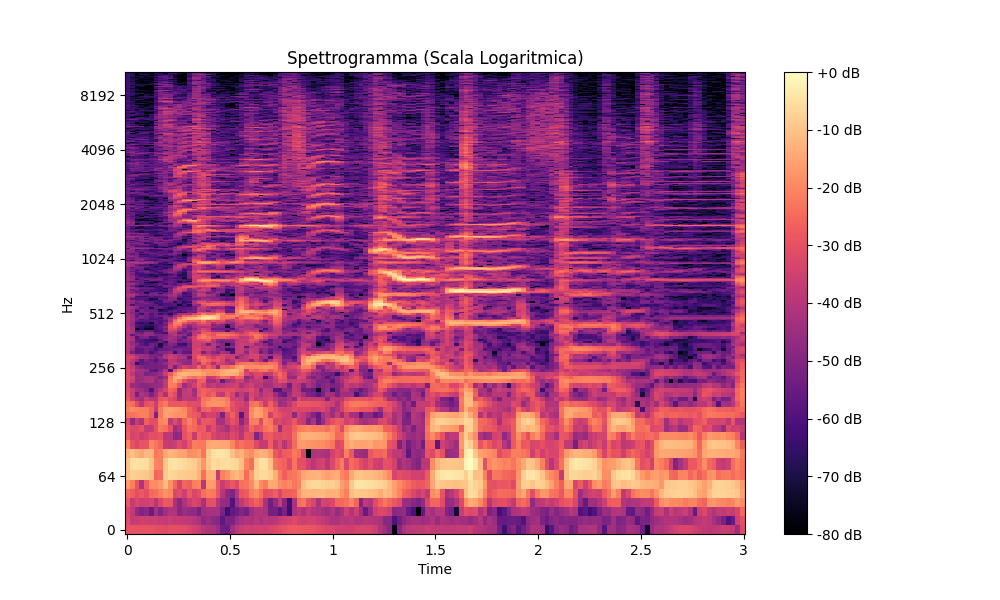 Spettrogramma (Scala Logaritmica)
Hz
8192
4096
2048
1024
512
256
128
64
0
0
0.5
1
1.5
2
2.5
3
Time
+0 dB
-10 dB
-20 dB
-30 dB
-40 dB
-50 dB
-60 dB
-70 dB
-80 dB